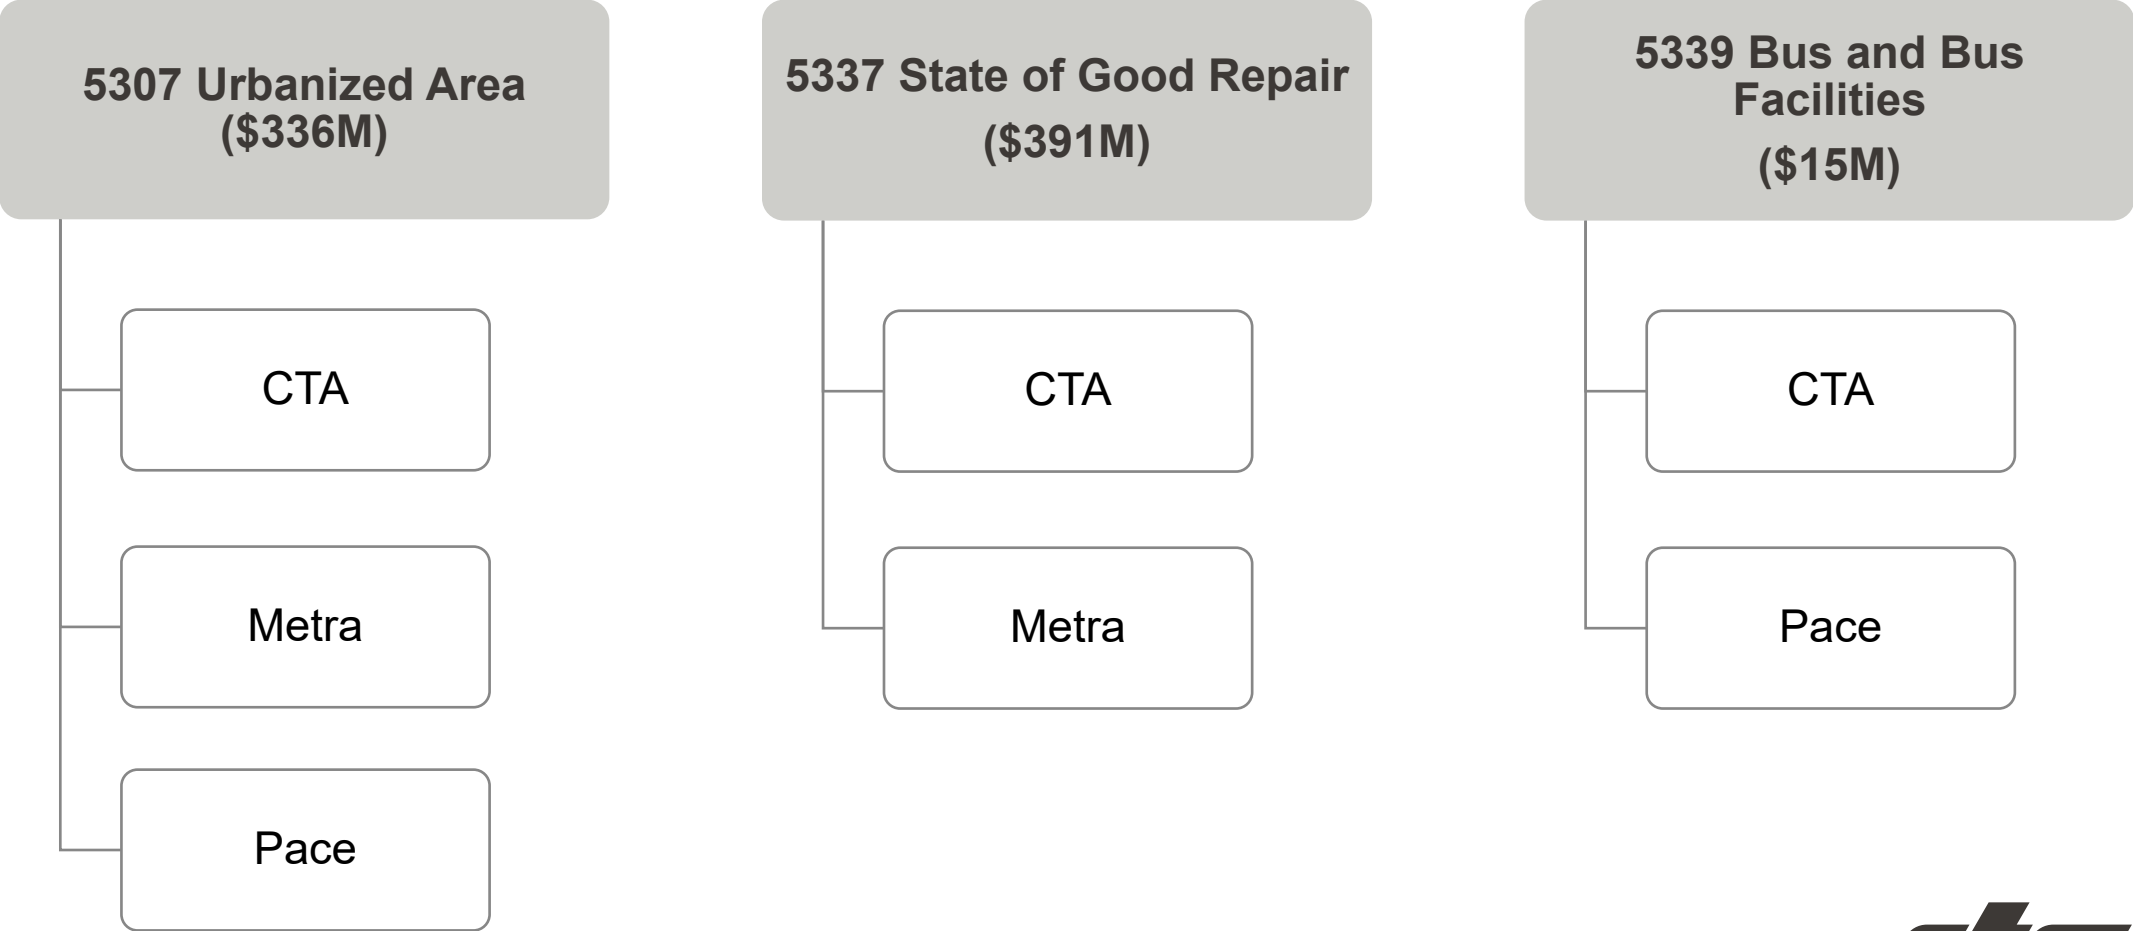 5307 Urbanized Area
($336M)
CTA
Metra
Pace
5337 State of Good Repair
($391M)
CTA
Metra
5339 Bus and Bus
Facilities
($15M)
CTA
Pace